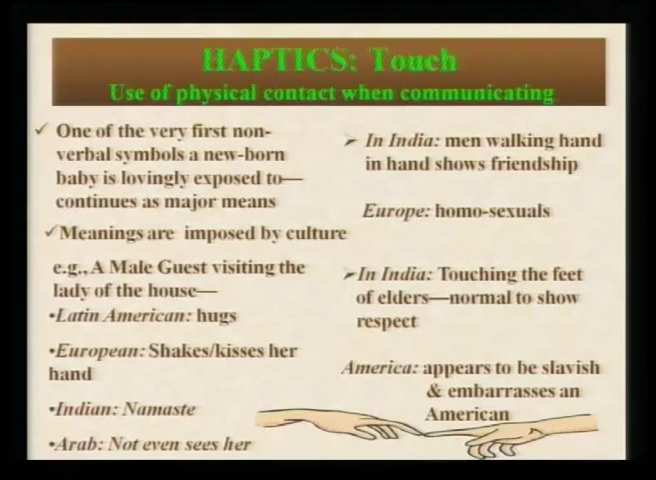 HAPTICS: Touch
Use of physical contact when communicating
✓ One of the very first non-
verbal symbols a new-born
baby is lovingly exposed to—
continues as major means
✓Meanings are imposed by culture
e.g., A Male Guest visiting the
lady of the house—
•Latin American: hugs
•European: Shakes/kisses her
hand
•Indian: Namaste
•Arab: Not even sees her
➢ In India: men walking hand
in hand shows friendship
Europe: homo-sexuals
➢In India: Touching the feet
of elders—normal to show
respect
America: appears to be slavish
& embarrasses an
American